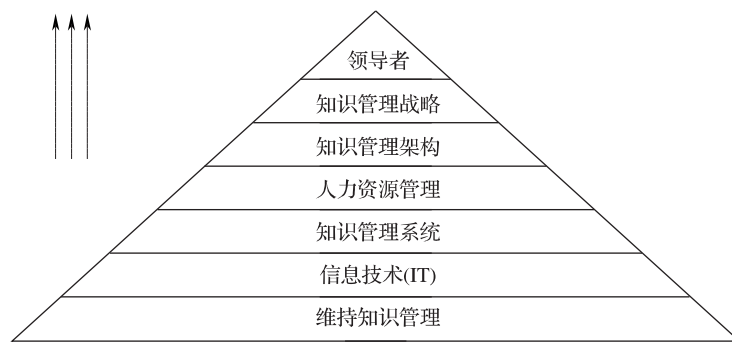 领导者
知识管理战略
知识管理架构
人力资源管理
知识管理系统
信息技术(IT)
维持知识管理